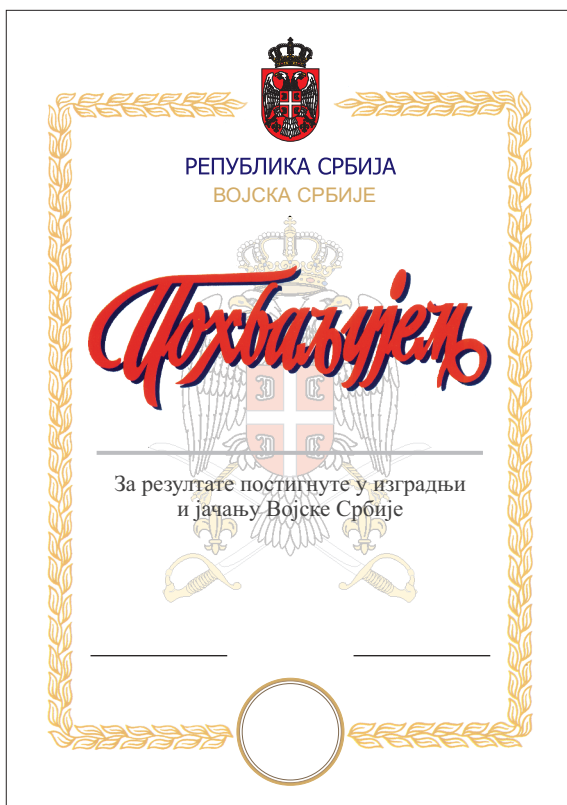 РЕПУБЛИКА СРБИЈА
ВОЈСКА СРБИЈЕ
Похваљујем
За резултате постигнуте у изградњи
и јачању Војске Србије